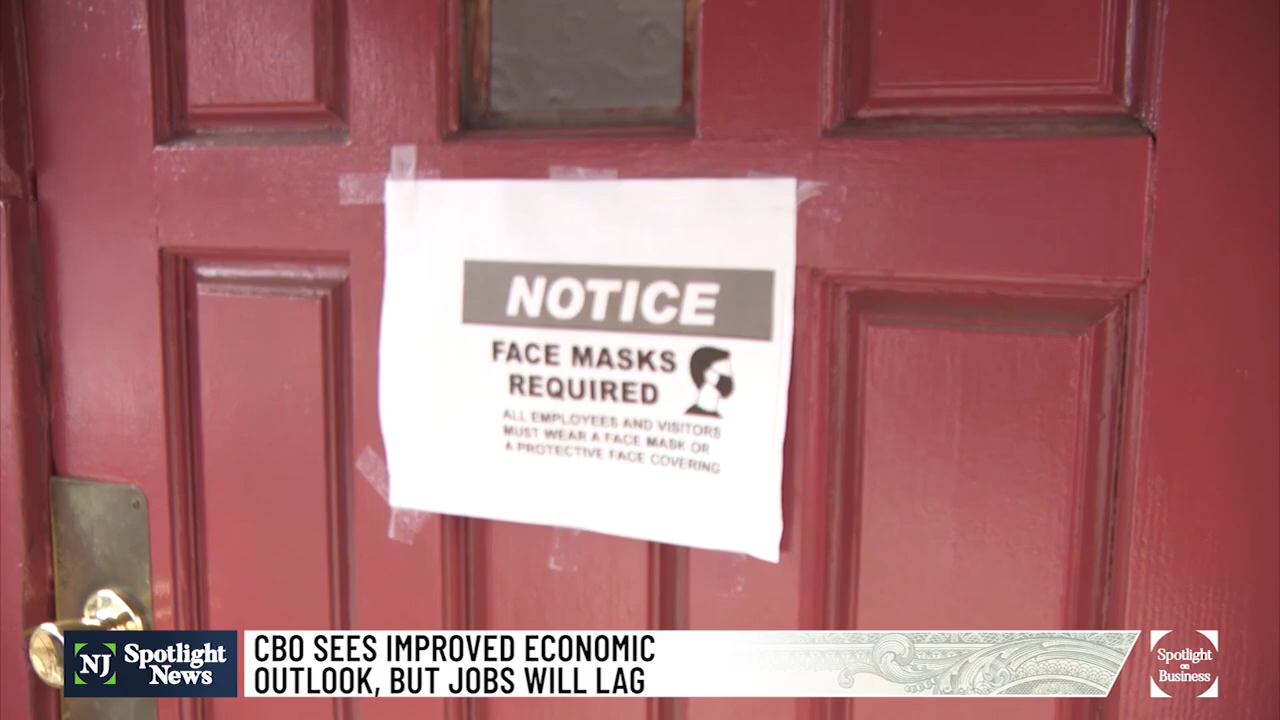 NOTICE
FACE MASKS
REQUIRED
ALL EMPLOYEES AND VISITORS
MUST WEAR A FACE MASK OR
A PROTECTIVE FACE COVERING
NJ Spotlight News
CBO SEES IMPROVED ECONOMIC
OUTLOOK, BUT JOBS WILL LAG
Spotlight
on
Business